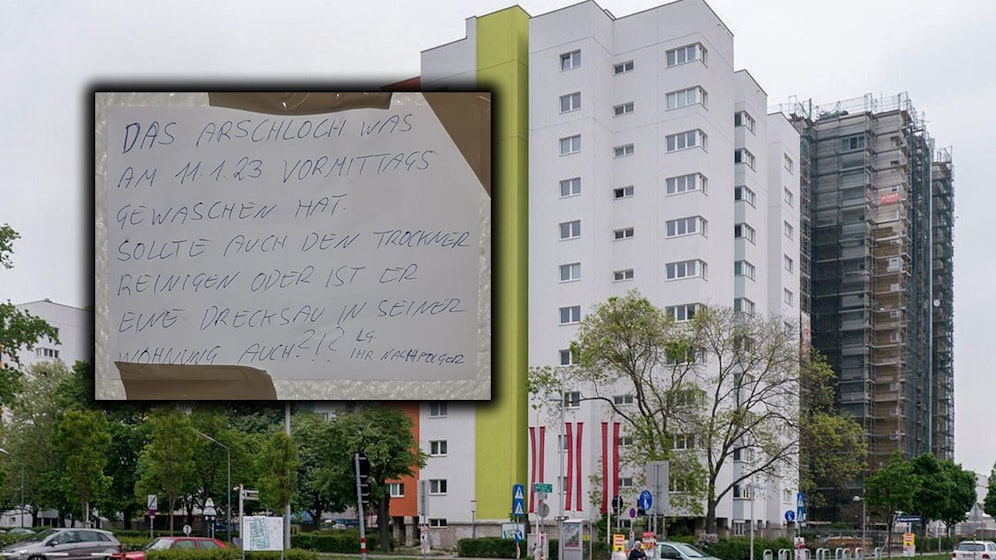 DAS ARSCHLOCH WAS
AM 11.1.23 VORMITTAGS
GEWASCHEN HAT.
SOLLTE AUCH DEN TROCKNER
REINIGEN ODER IST ER
EINE DRECKSAU IN SEINER
WOHNUNG AUCH?!? LG.
IHR NACHFOLGER